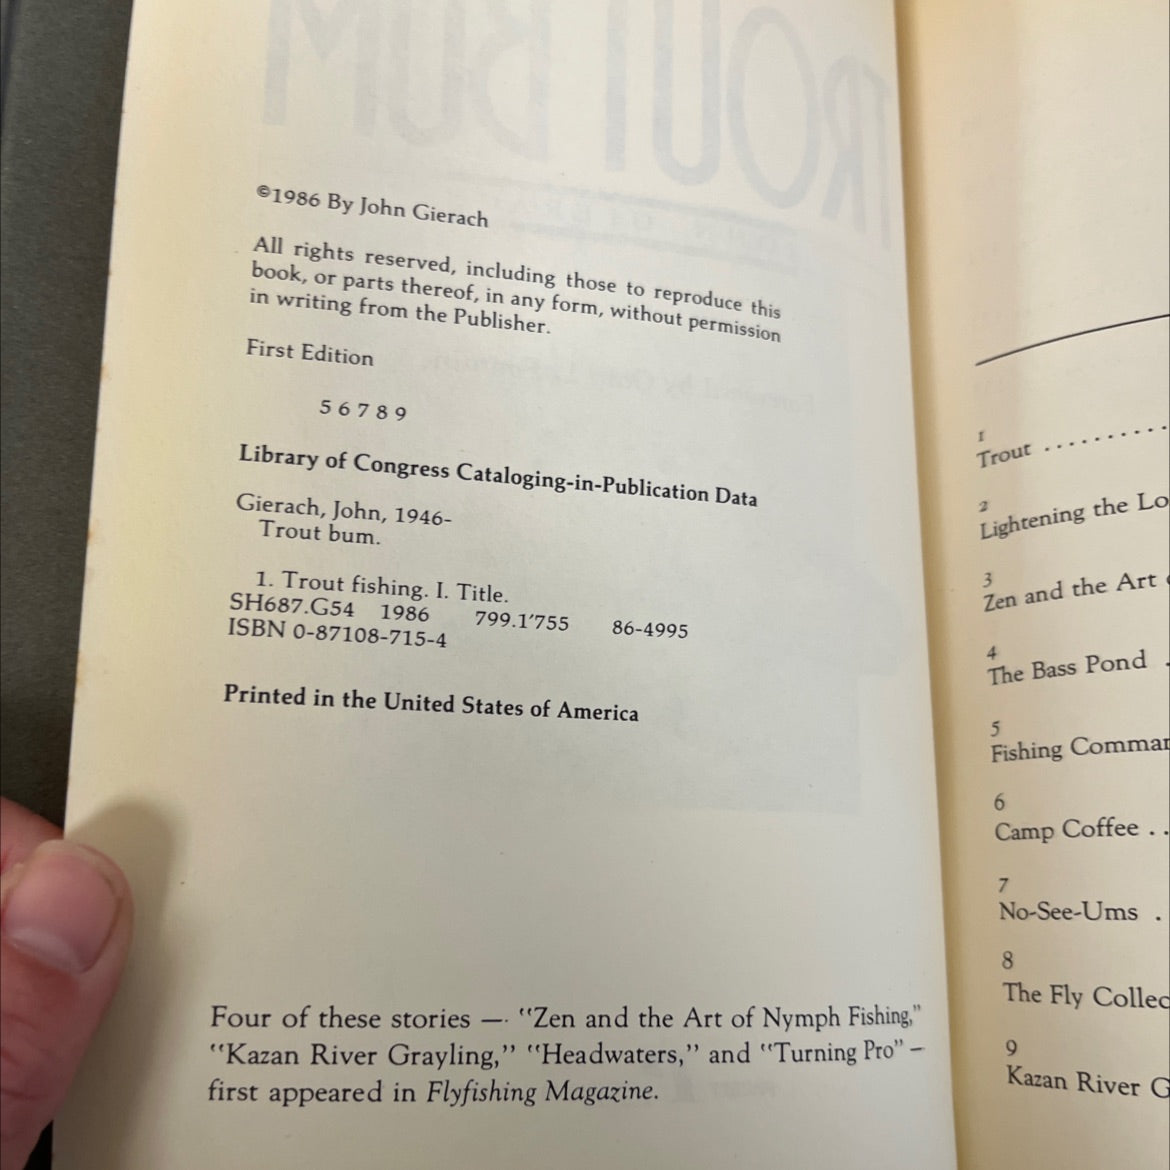 ©1986 By John Gierach
All rights reserved, including those to reproduce this
book, or parts thereof, in any form, without permission
in writing from the Publisher.
First Edition
5 6 7 8 9
Library of Congress Cataloging-in-Publication Data
Gierach, John, 1946-
Trout bum.
1. Trout fishing. I. Title.
SH687.G54 1986 799.1'755 86-4995
ISBN 0-87108-715-4
Printed in the United States of America
Four of these stories — "Zen and the Art of Nymph Fishing,"
"Kazan River Grayling," "Headwaters," and "Turning Pro" —
first appeared in Flyfishing Magazine.
1
Trout ..........
2
Lightening the Lo
3
Zen and the Art
4
The Bass Pond .
5
Fishing Comman
6
Camp Coffee . .
7
No-See-Ums .
8
The Fly Collec
9
Kazan River G